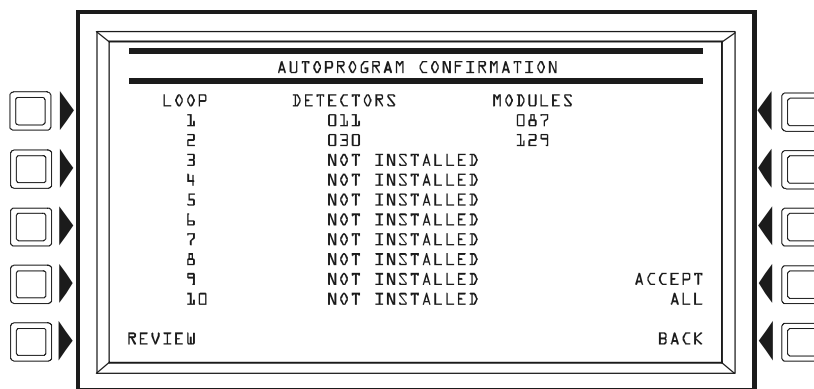 AUTOPROGRAM CONFIRMATION
LOOP DETECTORS MODULES
1 011 087
2 030 129
3 NOT INSTALLED
4 NOT INSTALLED
5 NOT INSTALLED
6 NOT INSTALLED
7 NOT INSTALLED
8 NOT INSTALLED
9 NOT INSTALLED ACCEPT
10 NOT INSTALLED ALL
REVIEW BACK